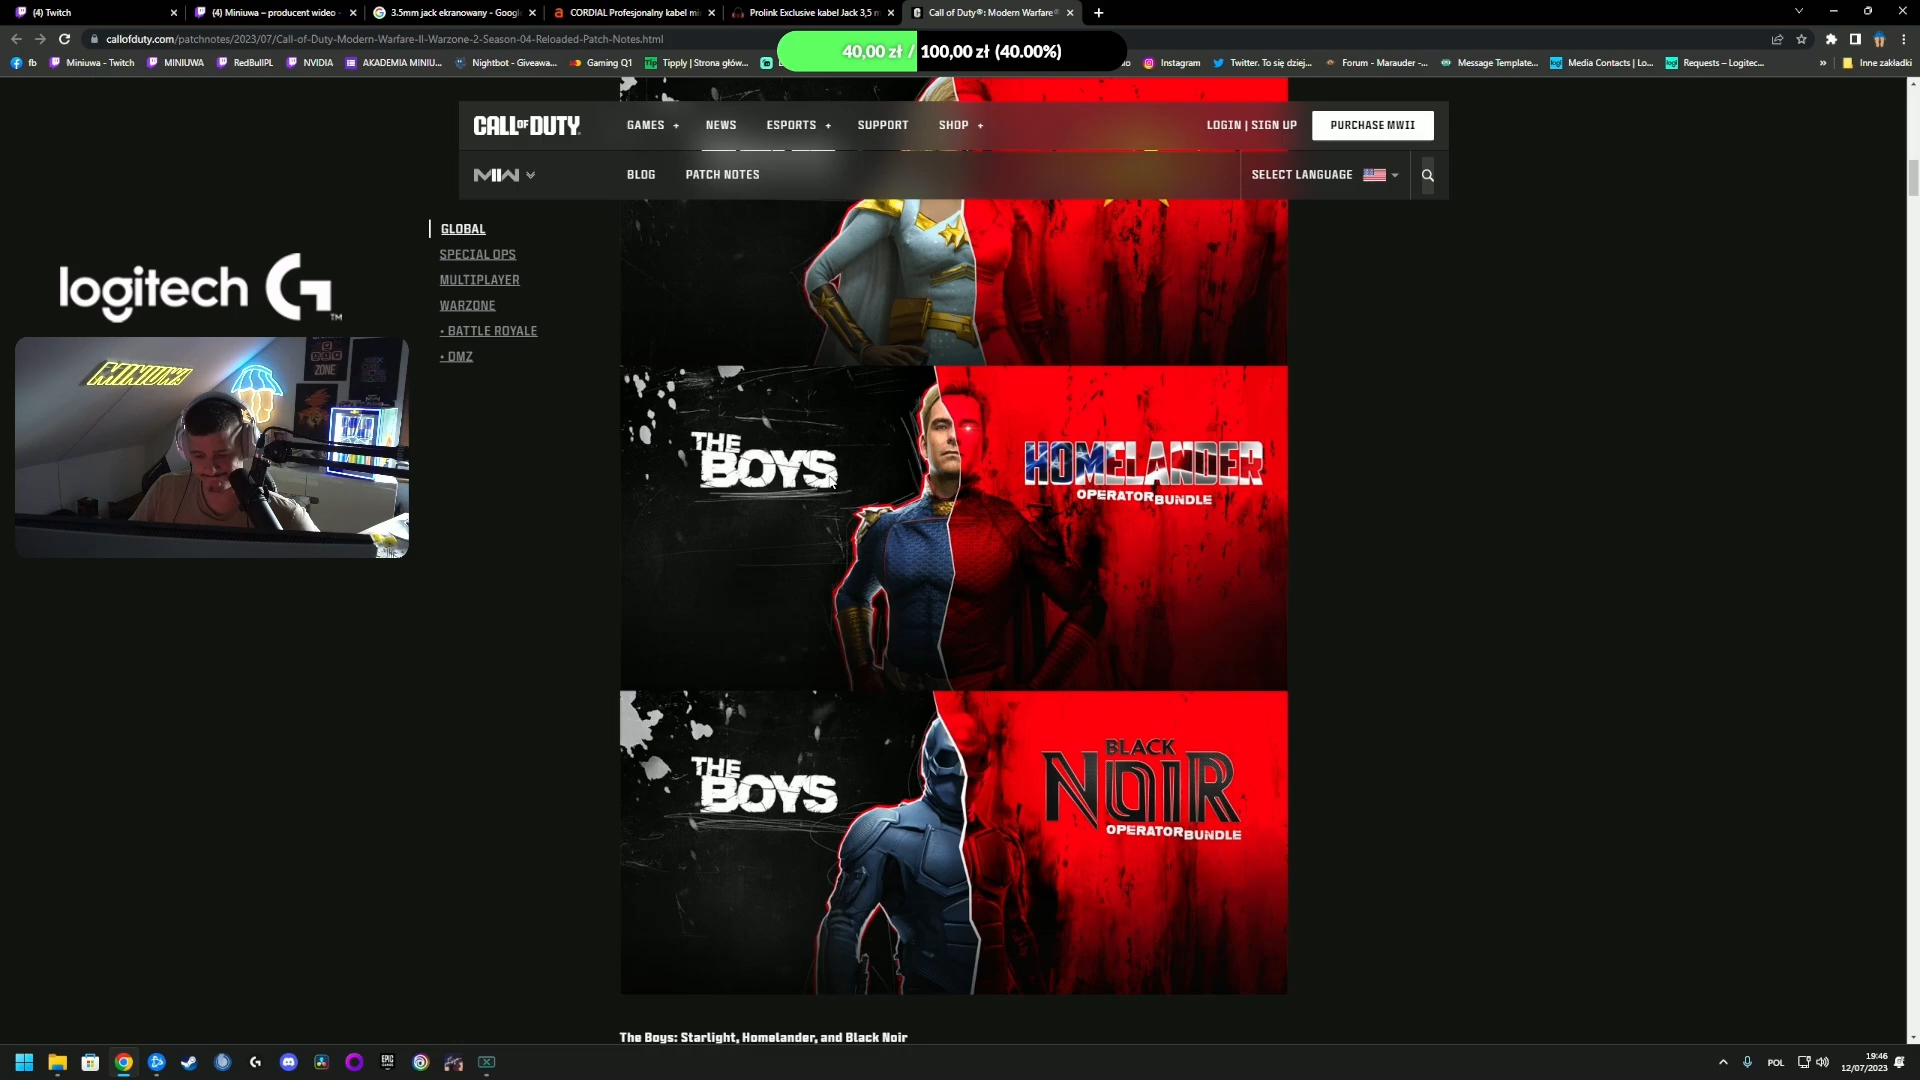 (4) Twitch
(4) Miniuwa – producent wideo -
3.5mm jack ekranowany - Googl
CORDIAL Profesjonalny kabel mi
Prolink Exclusive kabel Jack 3,5 m
Call of Duty®: Modern Warfare®
callofduty.com/patchnotes/2023/07/Call-of-Duty-Modern-Warfare-II-Warzone-2-Season-04-Reloaded-Patch-Notes.html
40,00 zł / 100,00 zł (40.00%)
fb
Miniuwa - Twitch
MINIUWA
RedBullPL
NVIDIA
AKADEMIA MINIU...
Nightbot - Giveawa...
Gaming Q1
Tipply | Strona głów...
Instagram
Twitter. To się dziej...
Forum - Marauder -...
Message Template...
Media Contacts | Lo...
Requests – Logitec...
»
Inne zakładki
CALL OF DUTY
GAMES +
NEWS
ESPORTS +
SUPPORT
SHOP +
LOGIN | SIGN UP
PURCHASE MWII
MWII
BLOG
PATCH NOTES
SELECT LANGUAGE
GLOBAL
SPECIAL OPS
MULTIPLAYER
WARZONE
• BATTLE ROYALE
• DMZ
logitech G™
MINIUWA
ZONE
THE
BOYS
HOMELANDER
OPERATOR BUNDLE
THE
BOYS
BLACK
NOIR
OPERATOR BUNDLE
The Boys: Starlight, Homelander, and Black Noir
POL
19:46
12/07/2023